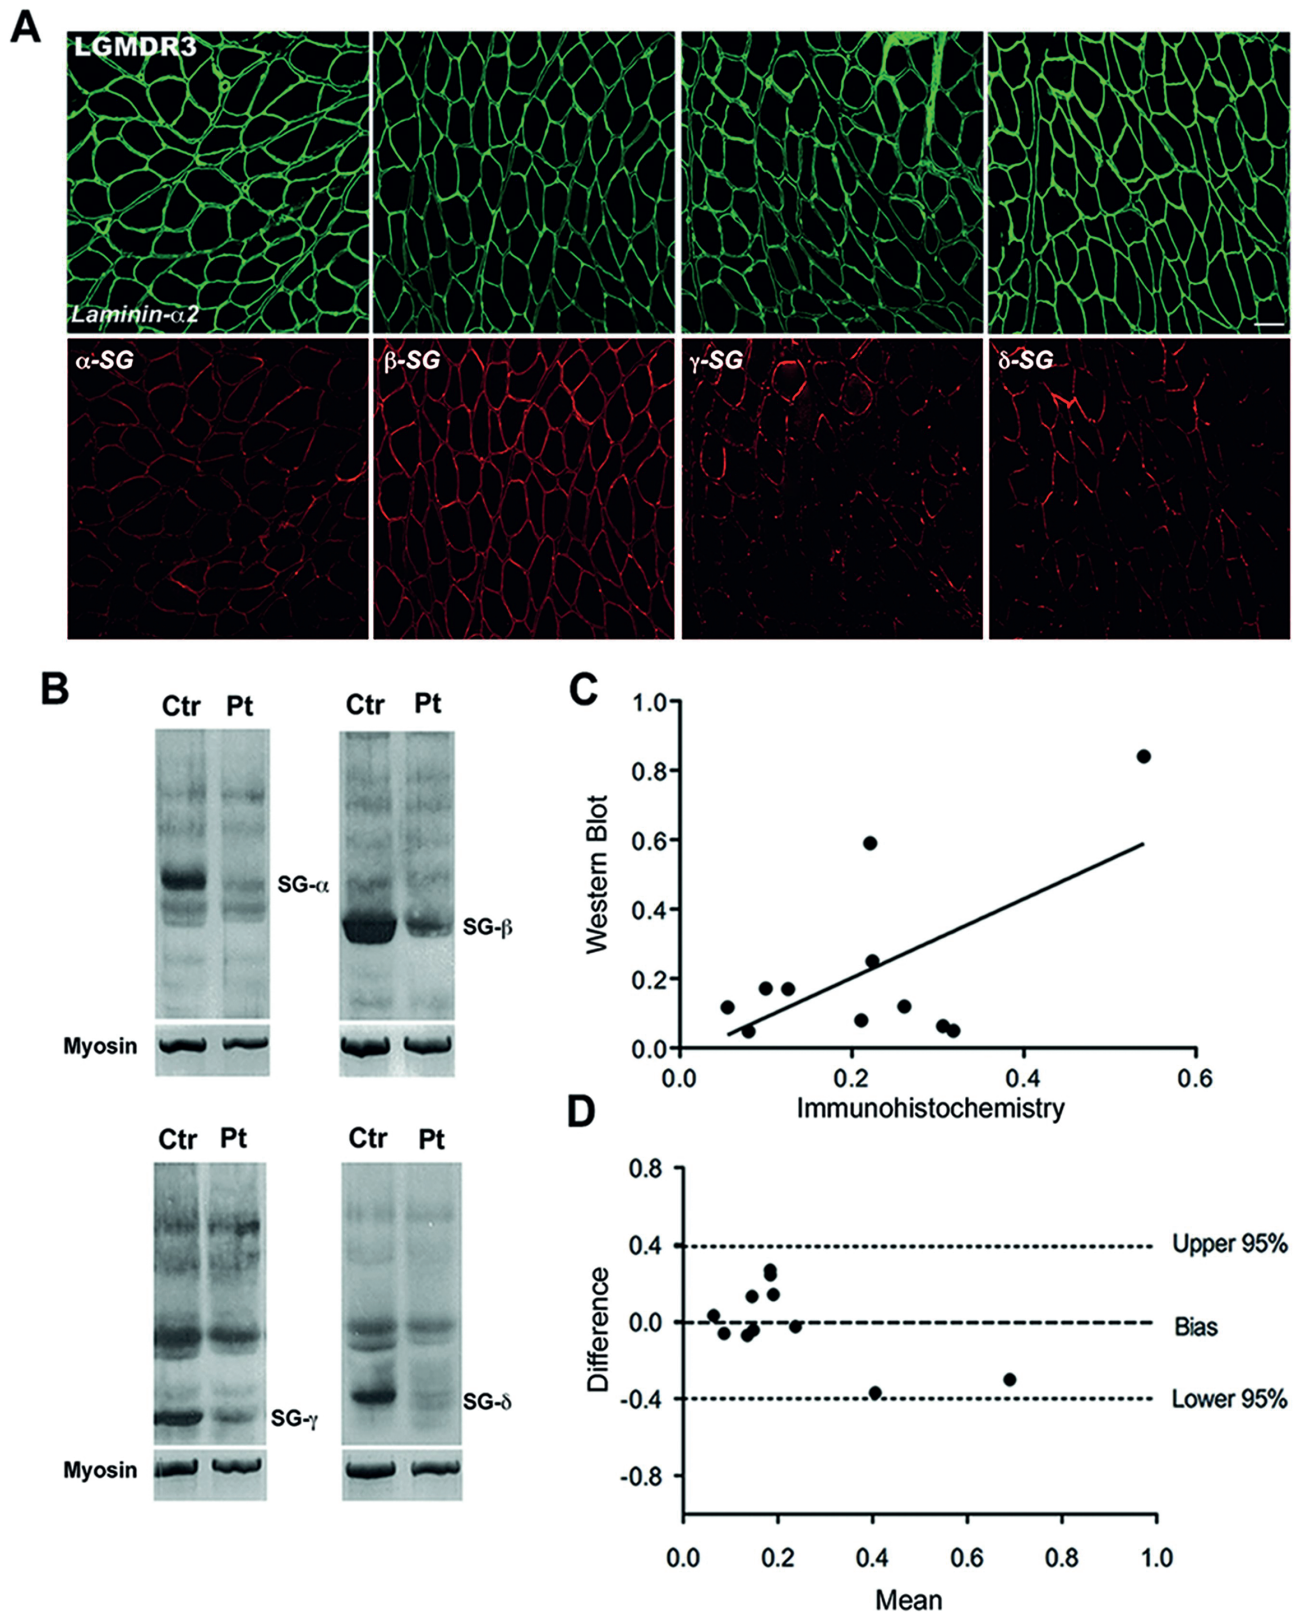 A
LGMDR3
Laminin-α2
α-SG
β-SG
γ-SG
δ-SG
B
Ctr Pt
Ctr Pt
SG-α
SG-β
Myosin
Ctr Pt
Ctr Pt
SG-γ
SG-δ
Myosin
C
1.0
0.8
0.6
0.4
0.2
0.0
Western Blot
0.0 0.2 0.4 0.6
Immunohistochemistry
D
0.8
0.4
0.0
-0.4
-0.8
Difference
Upper 95%
Bias
Lower 95%
0.0 0.2 0.4 0.6 0.8 1.0
Mean